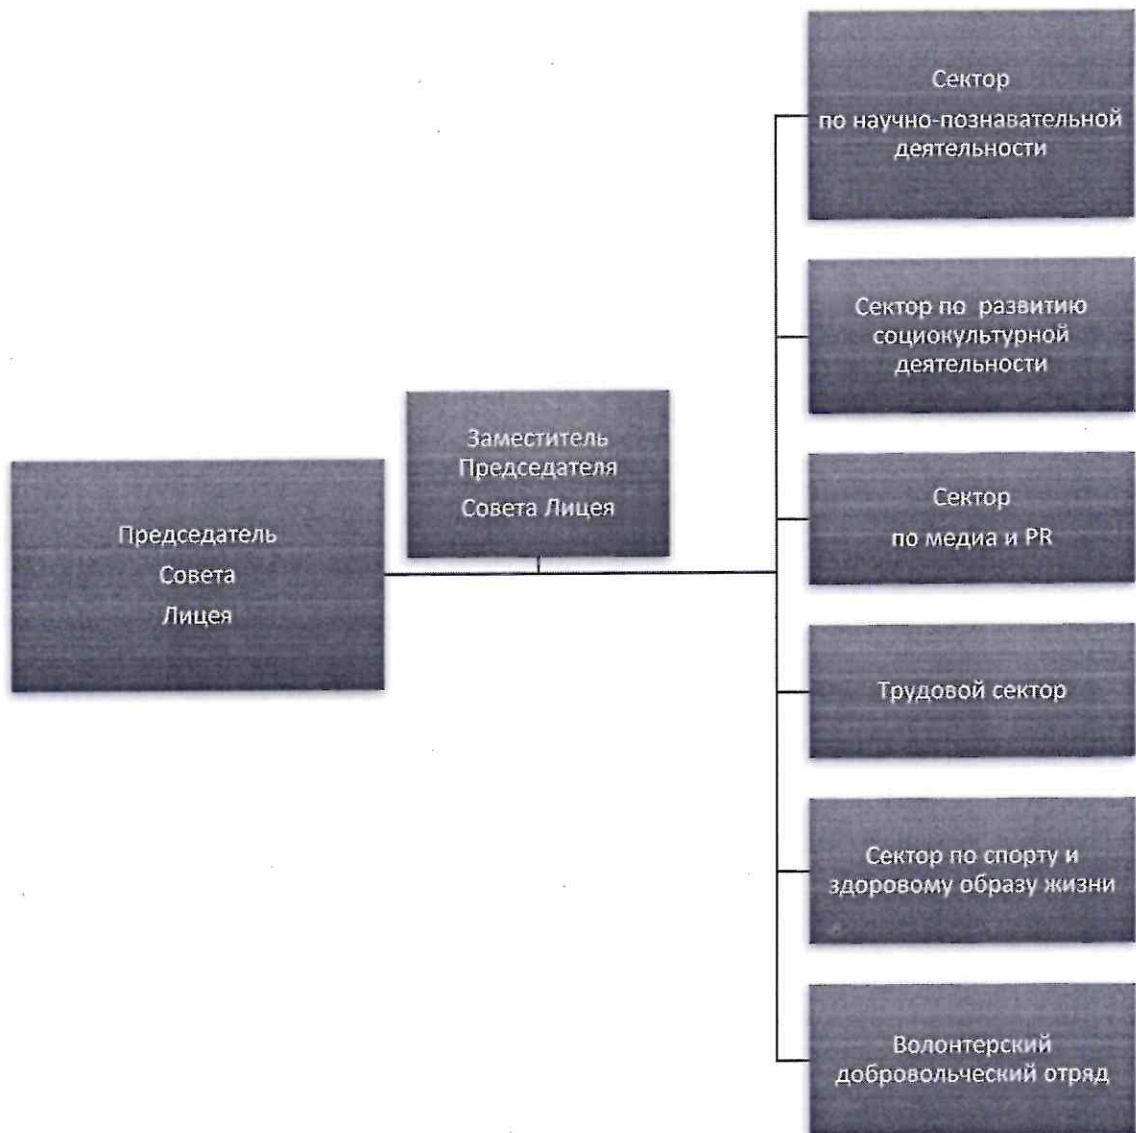 Председатель
Совета
Лицея
Заместитель
Председателя
Совета Лицея
Сектор
по научно-познавательной
деятельности
Сектор по развитию
социокультурной
деятельности
Сектор
по медиа и PR
Трудовой сектор
Сектор по спорту и
здоровому образу жизни
Волонтерский
добровольческий отряд